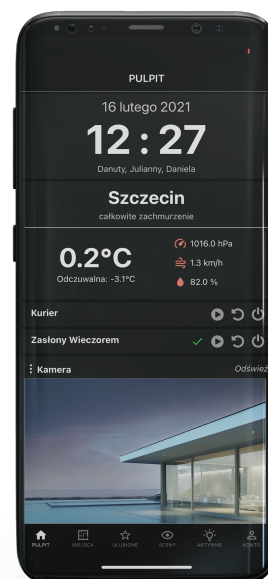 PULPIT
16 lutego 2021
12 : 27
Danuty, Julianny, Daniela
Szczecin
całkowite zachmurzenie
0.2°C
Odczuwalna: -3.1°C
1016.0 hPa
1.3 km/h
82.0 %
Kurier
Zasłony Wieczorem
Kamera
Odśwież
PULPIT
MIEJSCA
ULUBIONE
SCENY
AKTYWNE
KONTO